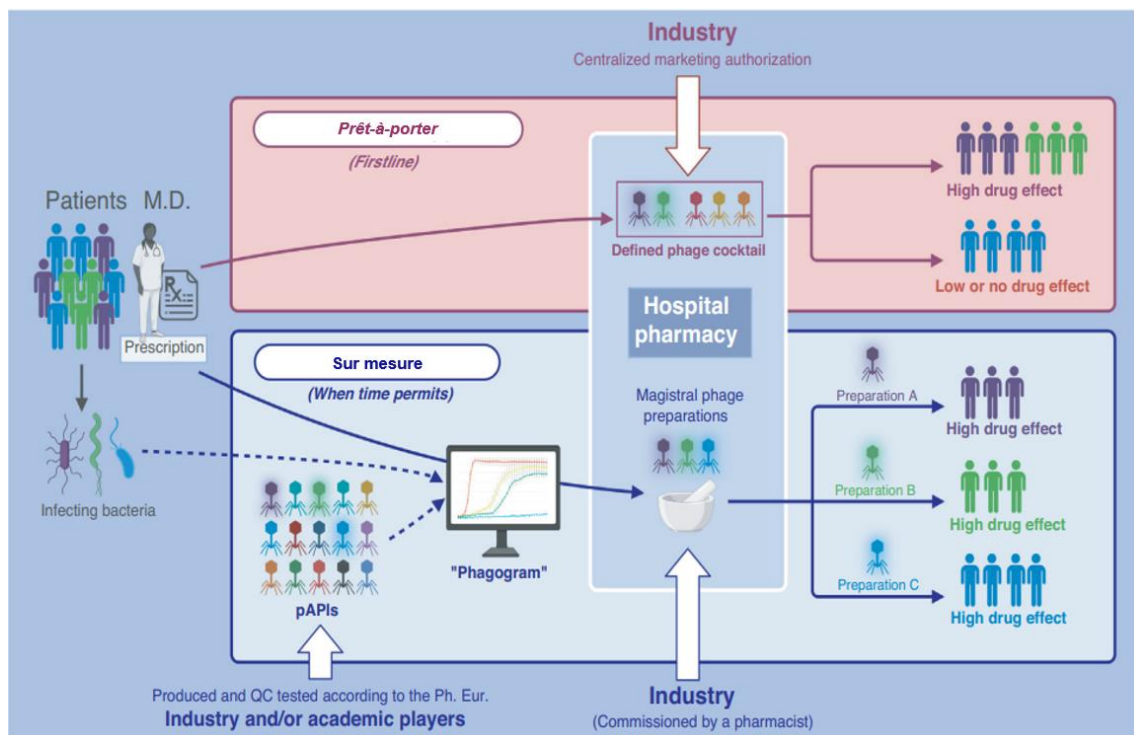 Industry
Centralized marketing authorization
Prêt-à-porter
(Firstline)
Patients M.D.
Rx
Prescription
Defined phage cocktail
High drug effect
Low or no drug effect
Hospital
pharmacy
Sur mesure
(When time permits)
Infecting bacteria
pAPIs
"Phagogram"
Magistral phage
preparations
Preparation A
High drug effect
Preparation B
High drug effect
Preparation C
High drug effect
Produced and QC tested according to the Ph. Eur.
Industry and/or academic players
Industry
(Commissioned by a pharmacist)